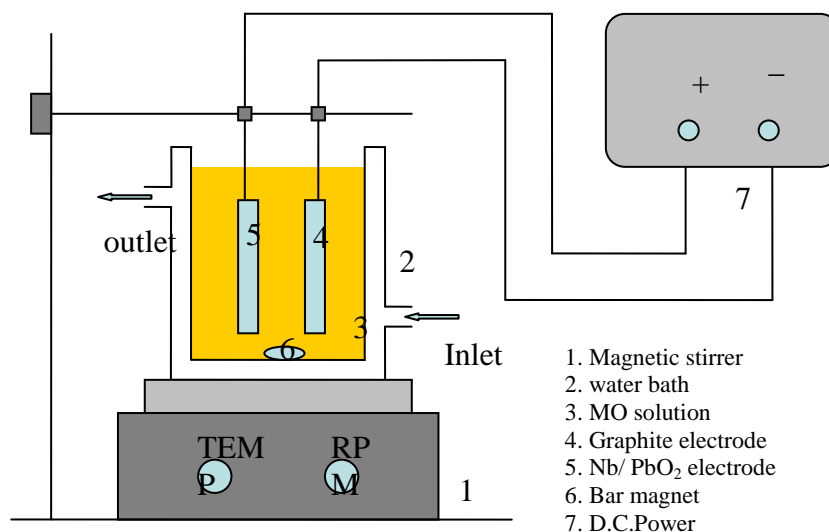 + −
7
outlet
5 4
2
3
6
Inlet
TEM
P
RP
M
1
1. Magnetic stirrer
2. water bath
3. MO solution
4. Graphite electrode
5. Nb/ PbO₂ electrode
6. Bar magnet
7. D.C.Power